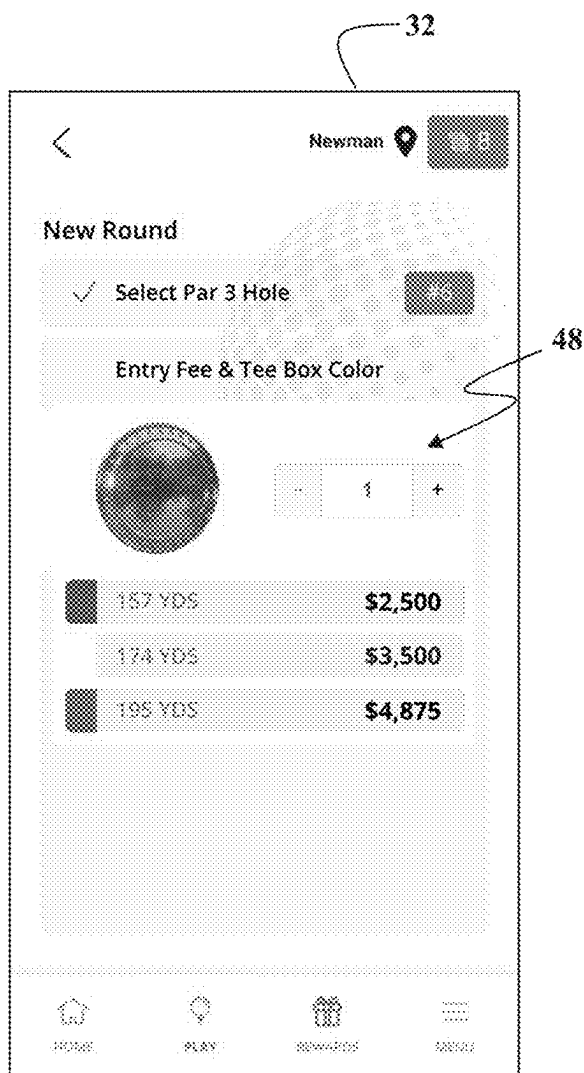 32
Newman 8
New Round
Select Par 3 Hole
48
Entry Fee & Tee Box Color
- 1 +
157 YDS $2,500
174 YDS $3,500
195 YDS $4,875
HOME PLAY REWARDS MENU